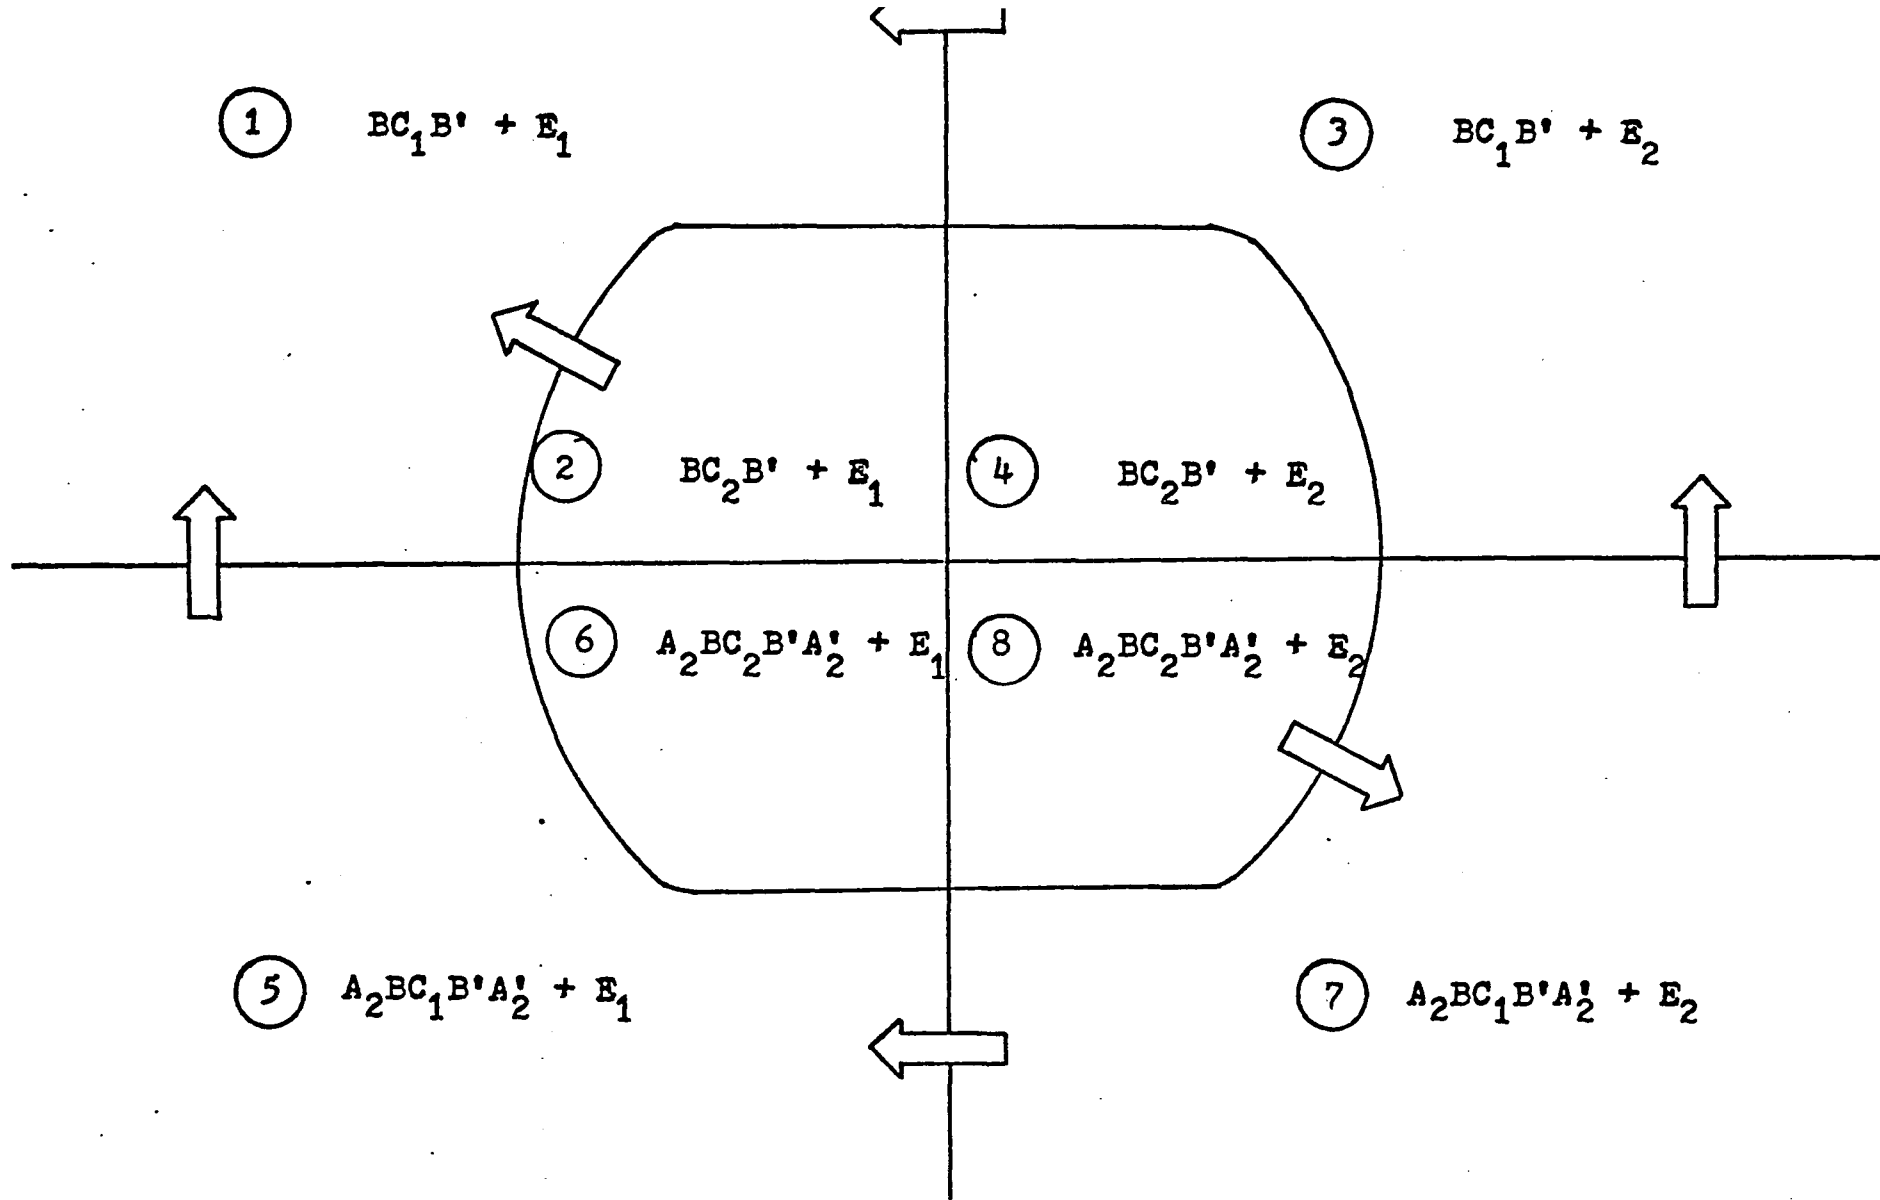 1 BC₁B' + E₁
3 BC₁B' + E₂
2 BC₂B' + E₁
4 BC₂B' + E₂
6 A₂BC₂B'A₂' + E₁
8 A₂BC₂B'A₂' + E₂
5 A₂BC₁B'A₂' + E₁
7 A₂BC₁B'A₂' + E₂